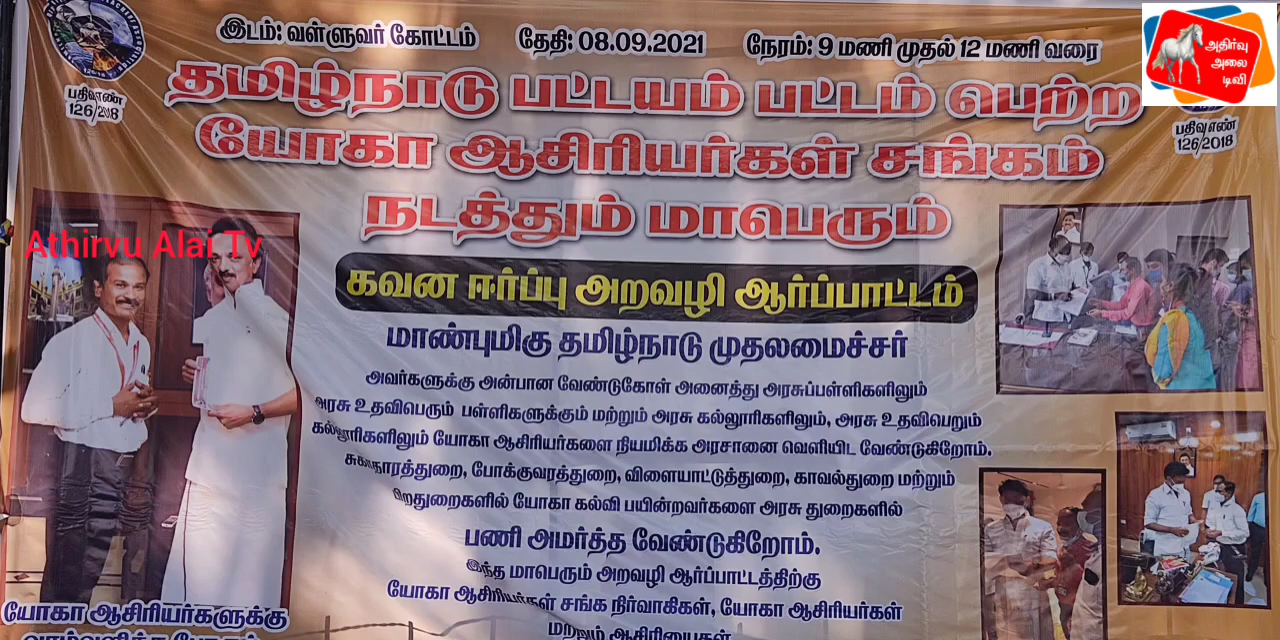 இடம்: வள்ளுவர் கோட்டம் தேதி: 08.09.2021 நேரம்: 9 மணி முதல் 12 மணி வரை
அதிர்வு
அலை
டிவி
பதிவுஎண்
126/2018
பதிவுஎண்
126/2018
தமிழ்நாடு பட்டயம் பட்டம் பெற்ற
யோகா ஆசிரியர்கள் சங்கம்
நடத்தும் மாபெரும்
Athirvu Alai Tv
கவன ஈர்ப்பு அறவழி ஆர்ப்பாட்டம்
மாண்புமிகு தமிழ்நாடு முதலமைச்சர்
அவர்களுக்கு அன்பான வேண்டுகோள் அனைத்து அரசுப்பள்ளிகளிலும்
அரசு உதவிபெரும் பள்ளிகளுக்கும் மற்றும் அரசு கல்லூரிகளிலும், அரசு உதவிபெறும்
கல்லூரிகளிலும் யோகா ஆசிரியர்களை நியமிக்க அரசானை வெளியிட வேண்டுகிறோம்.
சுகாதாரத்துறை, போக்குவரத்துறை, விளையாட்டுத்துறை, காவல்துறை மற்றும்
பிறதுறைகளில் யோகா கல்வி பயின்றவர்களை அரசு துறைகளில்
பணி அமர்த்த வேண்டுகிறோம்.
இந்த மாபெரும் அறவழி ஆர்ப்பாட்டத்திற்கு
யோகா ஆசிரியர்கள் சங்க நிர்வாகிகள், யோகா ஆசிரியர்கள்
மற்றும் ஆசிரியைகள்
யோகா ஆசிரியர்களுக்கு